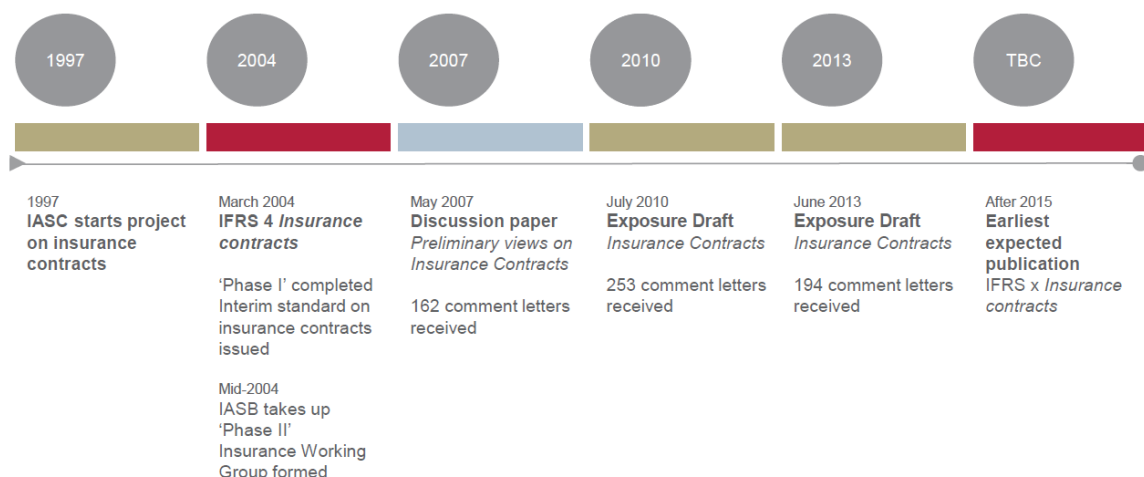 1997
2004
2007
2010
2013
TBC
1997
IASC starts project
on insurance
contracts
March 2004
IFRS 4 Insurance
contracts
‘Phase I’ completed
Interim standard on
insurance contracts
issued
Mid-2004
IASB takes up
‘Phase II’
Insurance Working
Group formed
May 2007
Discussion paper
Preliminary views on
Insurance Contracts
162 comment letters
received
July 2010
Exposure Draft
Insurance Contracts
253 comment letters
received
June 2013
Exposure Draft
Insurance Contracts
194 comment letters
received
After 2015
Earliest
expected
publication
IFRS x Insurance
contracts